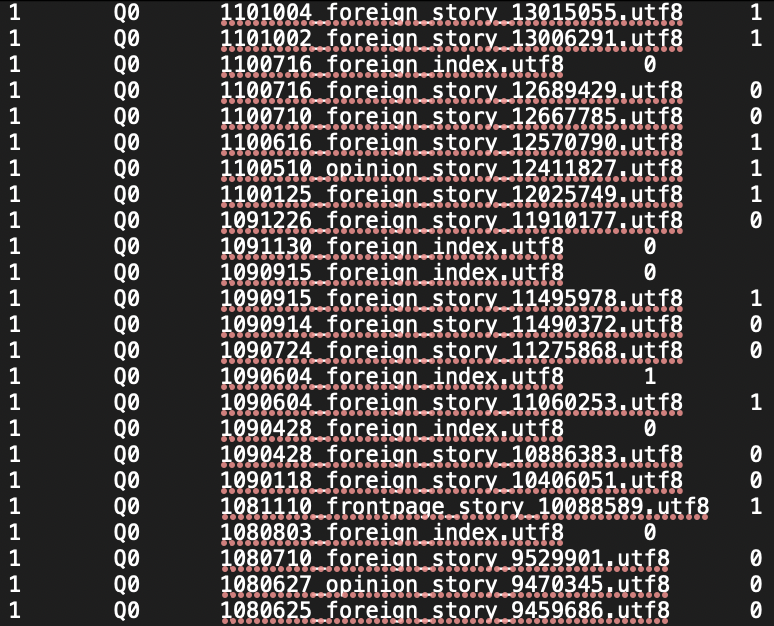 1 Q0 1101004_foreign_story_13015055.utf8 1
1 Q0 1101002_foreign_story_13006291.utf8 1
1 Q0 1100716_foreign_index.utf8 0
1 Q0 1100716_foreign_story_12689429.utf8 0
1 Q0 1100710_foreign_story_12667785.utf8 0
1 Q0 1100616_foreign_story_12570790.utf8 1
1 Q0 1100510_opinion_story_12411827.utf8 1
1 Q0 1100125_foreign_story_12025749.utf8 1
1 Q0 1091226_foreign_story_11910177.utf8 0
1 Q0 1091130_foreign_index.utf8 0
1 Q0 1090915_foreign_index.utf8 0
1 Q0 1090915_foreign_story_11495978.utf8 1
1 Q0 1090914_foreign_story_11490372.utf8 0
1 Q0 1090724_foreign_story_11275868.utf8 0
1 Q0 1090604_foreign_index.utf8 1
1 Q0 1090604_foreign_story_11060253.utf8 1
1 Q0 1090428_foreign_index.utf8 0
1 Q0 1090428_foreign_story_10886383.utf8 0
1 Q0 1090118_foreign_story_10406051.utf8 0
1 Q0 1081110_frontpage_story_10088589.utf8 1
1 Q0 1080803_foreign_index.utf8 0
1 Q0 1080710_foreign_story_9529901.utf8 0
1 Q0 1080627_opinion_story_9470345.utf8 0
1 Q0 1080625_foreign_story_9459686.utf8 0